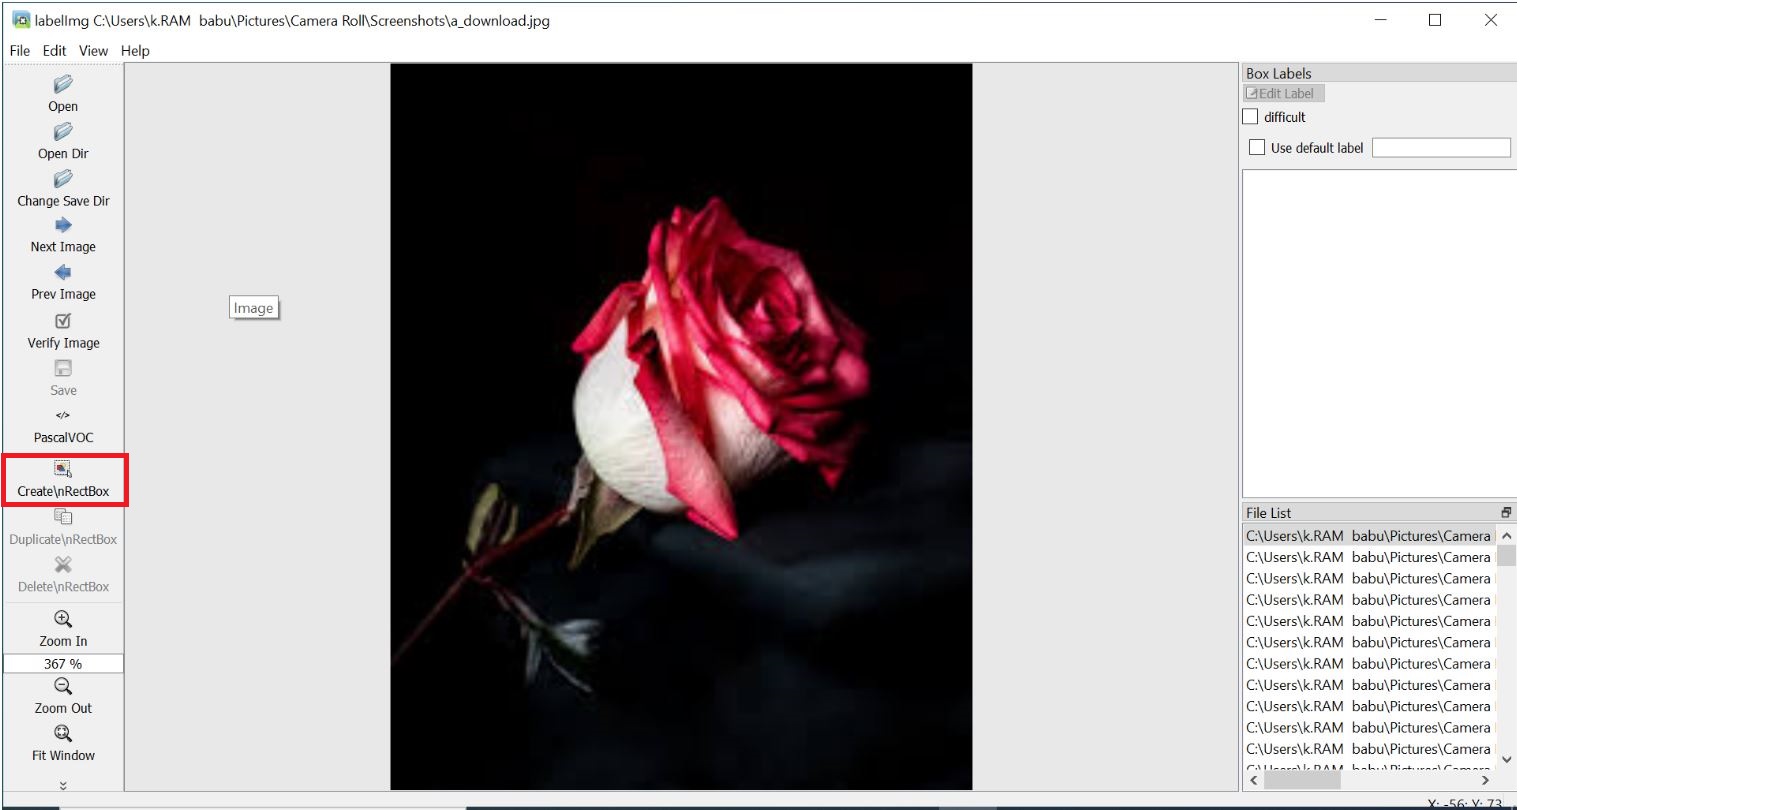 labelImg C:\Users\k.RAM  babu\Pictures\Camera Roll\Screenshots\a_download.jpg
File Edit View Help
Open
Open Dir
Change Save Dir
Next Image
Prev Image
Verify Image
Save
</>
PascalVOC
Create\nRectBox
Duplicate\nRectBox
Delete\nRectBox
Zoom In
367 %
Zoom Out
Fit Window
Image
Box Labels
Edit Label
difficult
Use default label
File List
C:\Users\k.RAM  babu\Pictures\Camera
C:\Users\k.RAM  babu\Pictures\Camera
C:\Users\k.RAM  babu\Pictures\Camera
C:\Users\k.RAM  babu\Pictures\Camera
C:\Users\k.RAM  babu\Pictures\Camera
C:\Users\k.RAM  babu\Pictures\Camera
C:\Users\k.RAM  babu\Pictures\Camera
C:\Users\k.RAM  babu\Pictures\Camera
C:\Users\k.RAM  babu\Pictures\Camera
C:\Users\k.RAM  babu\Pictures\Camera
C:\Users\k.RAM  babu\Pictures\Camera
C:\Users\k.RAM  babu\Pictures\Camera
X: -56; Y: 73